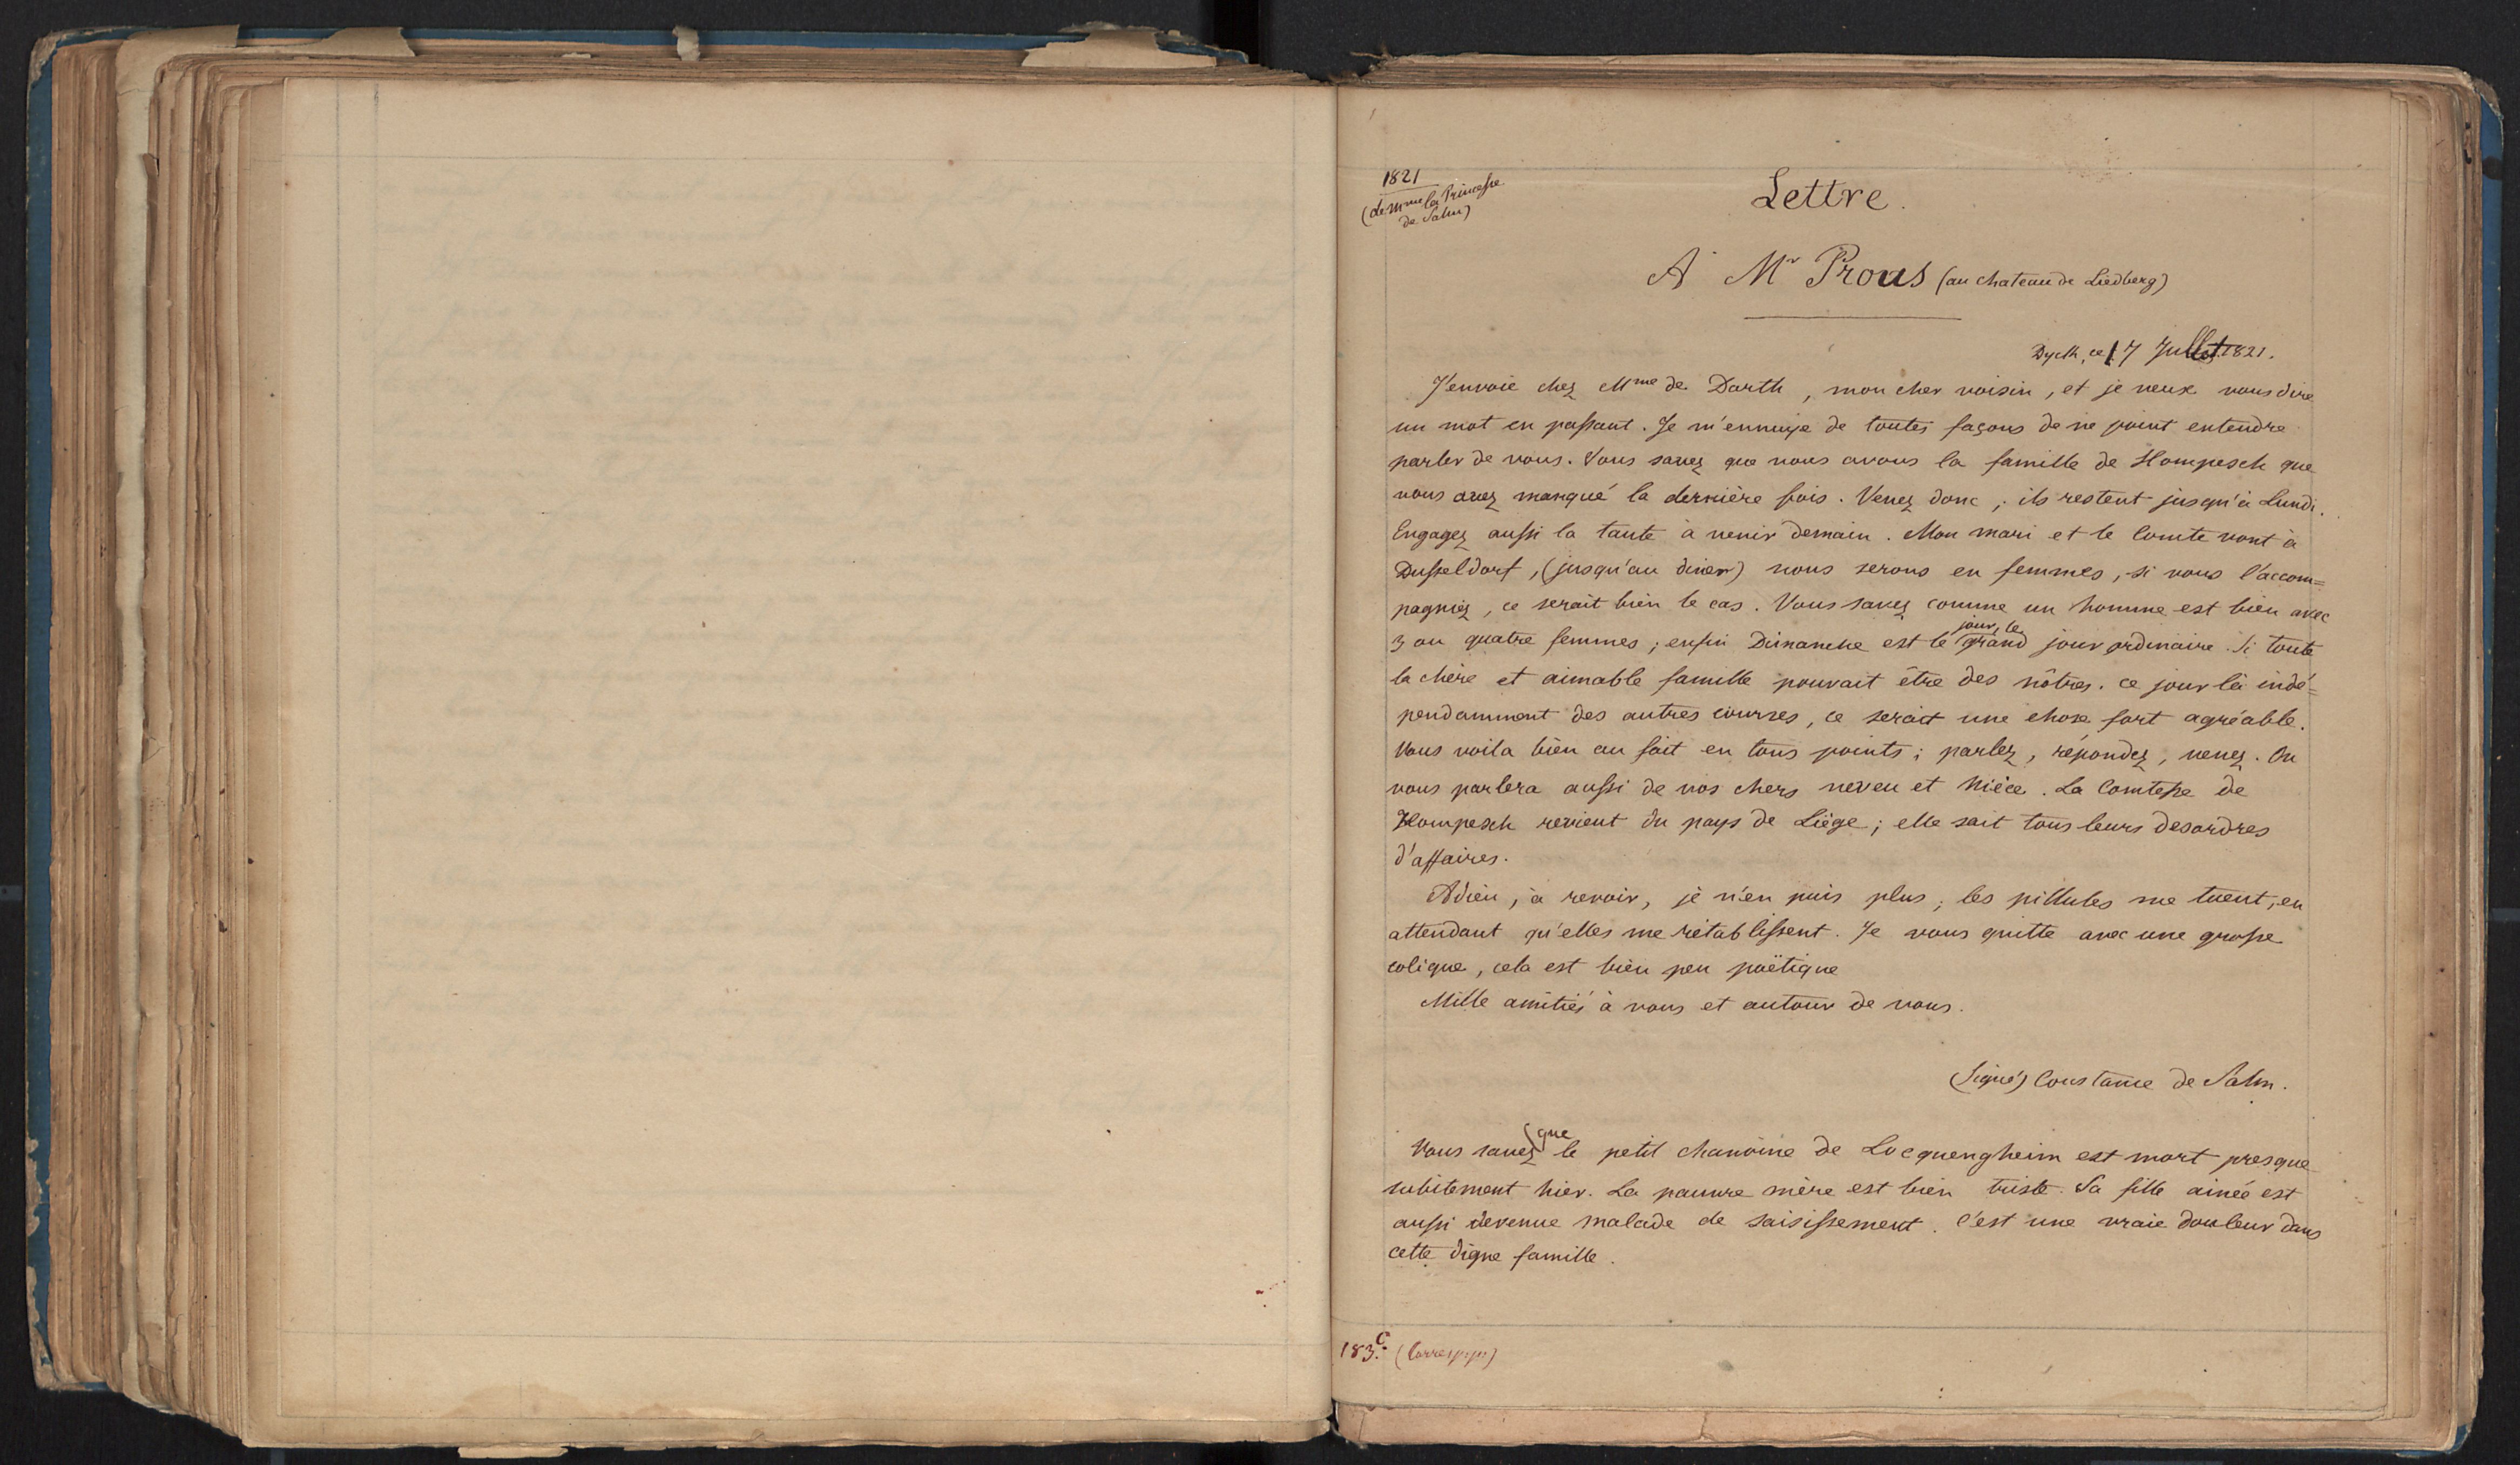 1821
(de Mme la Princesse
de Salm)
Lettre.
A Mr Prous (au chateau de Liedberg)
Dyck, ce 17 Juillet 1821.
J'envoie chez Mme de Darth, mon cher voisin, et je veux vous dire
un mot en passant. Je m'ennuye de toutes façons de ne point entendre
parler de vous. Vous savez que nous avons la famille de Hompesch que
vous avez manqué la dernière fois. Venez donc; ils restent jusqu'à Lundi.
Engagez aussi la tante à venir demain. Mon mari et le Comte vont à
Dusseldorf, (jusqu'au diner) nous serons en femmes, si vous l'accom=
pagniez, ce serait bien le cas. Vous savez comme un homme est bien avec
3 ou quatre femmes; enfin Dimanche est le jour, le grand jour ordinaire. Si toute
la chère et aimable famille pouvait être des nôtres. ce jour là indé=
pendamment des autres courses, ce serait une chose fort agréable.
Vous voila bien au fait en tous points; parlez, répondez, venez. On
vous parlera aussi de nos chers neveu et nièce. La Comtesse de
Hompesch revient du pays de Liège; elle sait tous leurs desordres
d'affaires.
Adieu, à revoir, je n'en puis plus; les pillules me tuent, en
attendant qu'elles me rétablissent. Je vous quitte avec une grosse
colique, cela est bien peu poëtique
Mille amitiés à vous et autour de vous.
(Signé) Constance de Salm.
Vous savez que le petit chanoine de Locquengheim est mort presque
subitement hier. La pauvre mère est bien triste. Sa fille ainée est
aussi devenue malade de saisissement. C'est une vraie douleur dans
cette digne famille.
183.C